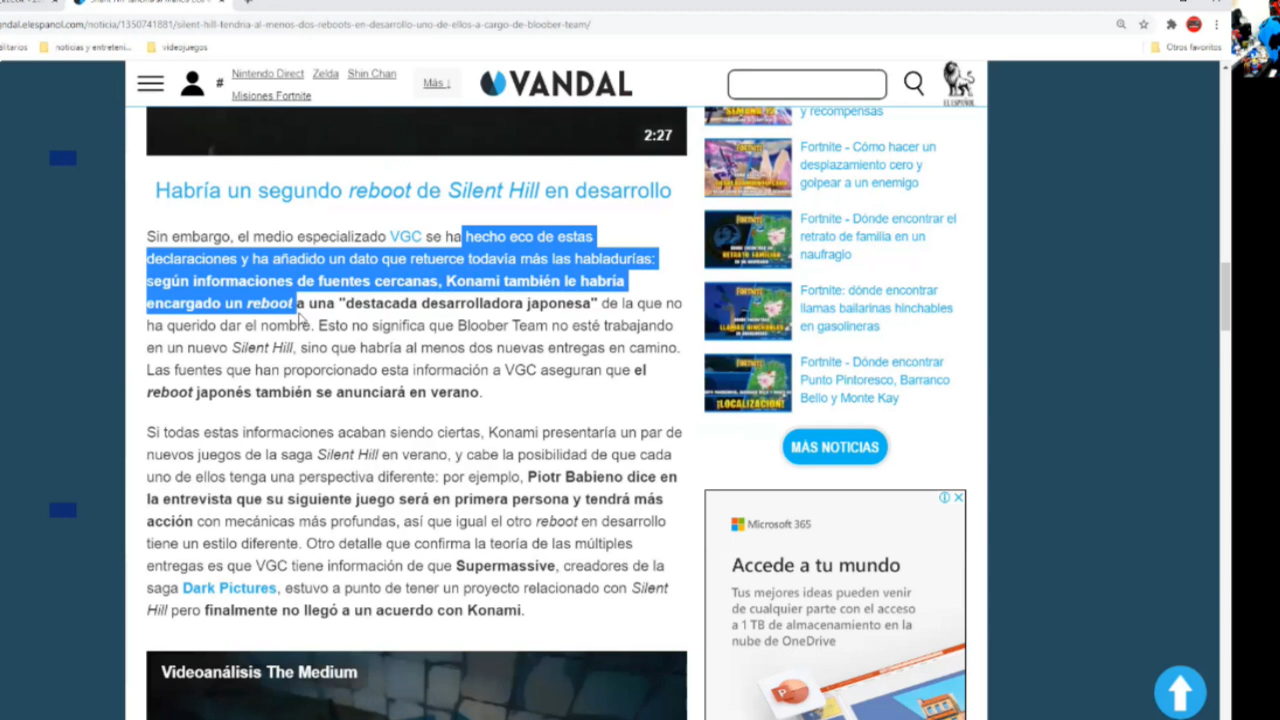 gndal.elespanol.com/noticia/1350741881/silent-hill-tendria-al-menos-dos-reboots-en-desarrollo-uno-de-ellos-a-cargo-de-bloober-team/
noticias y entreteni...
videojuegos
Otros favoritos
#
Nintendo Direct
Zelda
Shin Chan
Misiones Fortnite
Más ↓
VANDAL
EL ESPAÑOL
2:27
Habría un segundo reboot de Silent Hill en desarrollo
Sin embargo, el medio especializado VGC se ha hecho eco de estas
declaraciones y ha añadido un dato que retuerce todavía más las habladurías:
según informaciones de fuentes cercanas, Konami también le habría
encargado un reboot a una "destacada desarrolladora japonesa" de la que no
ha querido dar el nombre. Esto no significa que Bloober Team no esté trabajando
en un nuevo Silent Hill, sino que habría al menos dos nuevas entregas en camino.
Las fuentes que han proporcionado esta información a VGC aseguran que el
reboot japonés también se anunciará en verano.
Si todas estas informaciones acaban siendo ciertas, Konami presentaría un par de
nuevos juegos de la saga Silent Hill en verano, y cabe la posibilidad de que cada
uno de ellos tenga una perspectiva diferente: por ejemplo, Piotr Babieno dice en
la entrevista que su siguiente juego será en primera persona y tendrá más
acción con mecánicas más profundas, así que igual el otro reboot en desarrollo
tiene un estilo diferente. Otro detalle que confirma la teoría de las múltiples
entregas es que VGC tiene información de que Supermassive, creadores de la
saga Dark Pictures, estuvo a punto de tener un proyecto relacionado con Silent
Hill pero finalmente no llegó a un acuerdo con Konami.
Videoanálisis The Medium
y recompensas
Fortnite - Cómo hacer un
desplazamiento cero y
golpear a un enemigo
Fortnite - Dónde encontrar el
retrato de familia en un
naufragio
Fortnite: dónde encontrar
llamas bailarinas hinchables
en gasolineras
Fortnite - Dónde encontrar
Punto Pintoresco, Barranco
Bello y Monte Kay
¡LOCALIZACIÓN!
MÁS NOTICIAS
Microsoft 365
Accede a tu mundo
Tus mejores ideas pueden venir
de cualquier parte con el acceso
a 1 TB de almacenamiento en la
nube de OneDrive